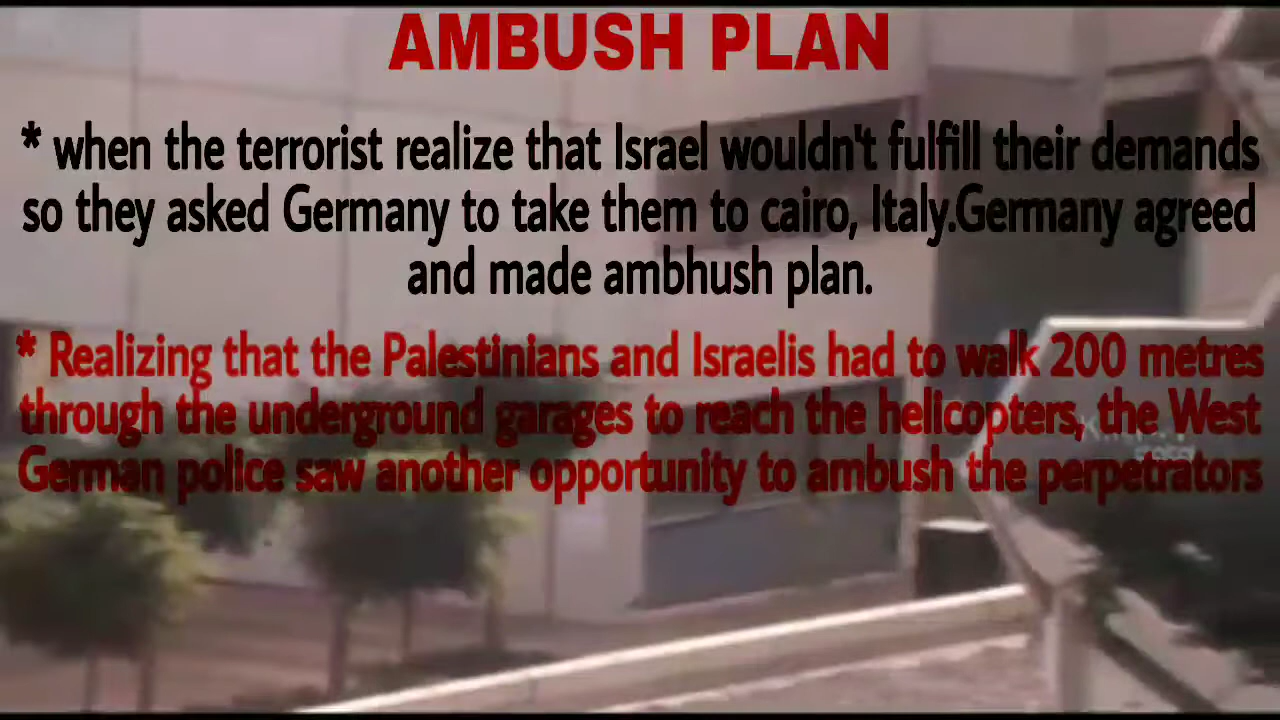 AMBUSH PLAN
* when the terrorist realize that Israel wouldn't fulfill their demands
so they asked Germany to take them to cairo, Italy.Germany agreed
and made ambhush plan.
* Realizing that the Palestinians and Israelis had to walk 200 metres
through the underground garages to reach the helicopters, the West
German police saw another opportunity to ambush the perpetrators